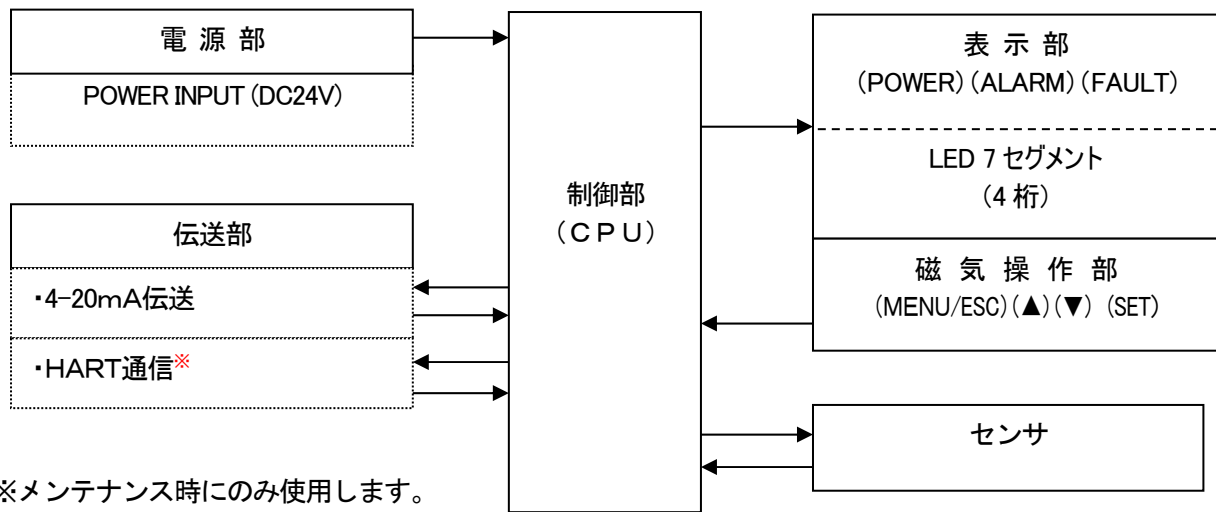 電 源 部
POWER INPUT (DC24V)
伝送部
・4-20mA伝送
・HART通信※
※メンテナンス時にのみ使用します。
制御部
(CPU)
表 示 部
(POWER)(ALARM)(FAULT)
LED 7 セグメント
(4 桁)
磁 気 操 作 部
(MENU/ESC)(▲)(▼) (SET)
センサ